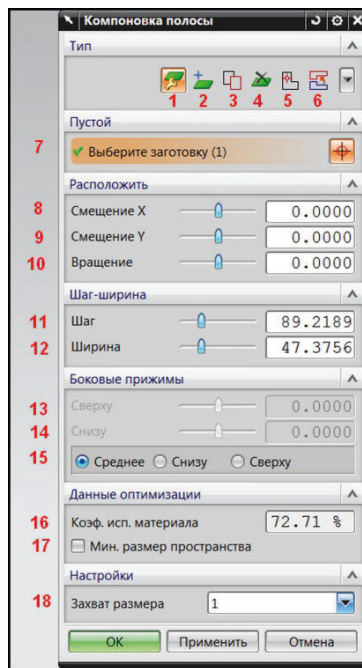 Компоновка полосы
Тип
1 2 3 4 5 6
Пустой
7 Выберите заготовку (1)
Расположить
8 Смещение X 0.0000
9 Смещение Y 0.0000
10 Вращение 0.0000
Шаг-ширина
11 Шаг 89.2189
12 Ширина 47.3756
Боковые прижимы
13 Сверху 0.0000
14 Снизу 0.0000
15 Среднее Снизу Сверху
Данные оптимизации
16 Коэф. исп. материала 72.71 %
17 Мин. размер пространства
Настройки
18 Захват размера 1
OK Применить Отмена